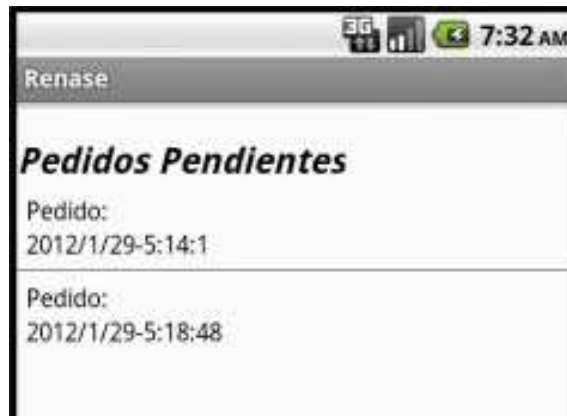 3G 7:32 AM
Renase
Pedidos Pendientes
Pedido:
2012/1/29-5:14:1
Pedido:
2012/1/29-5:18:48